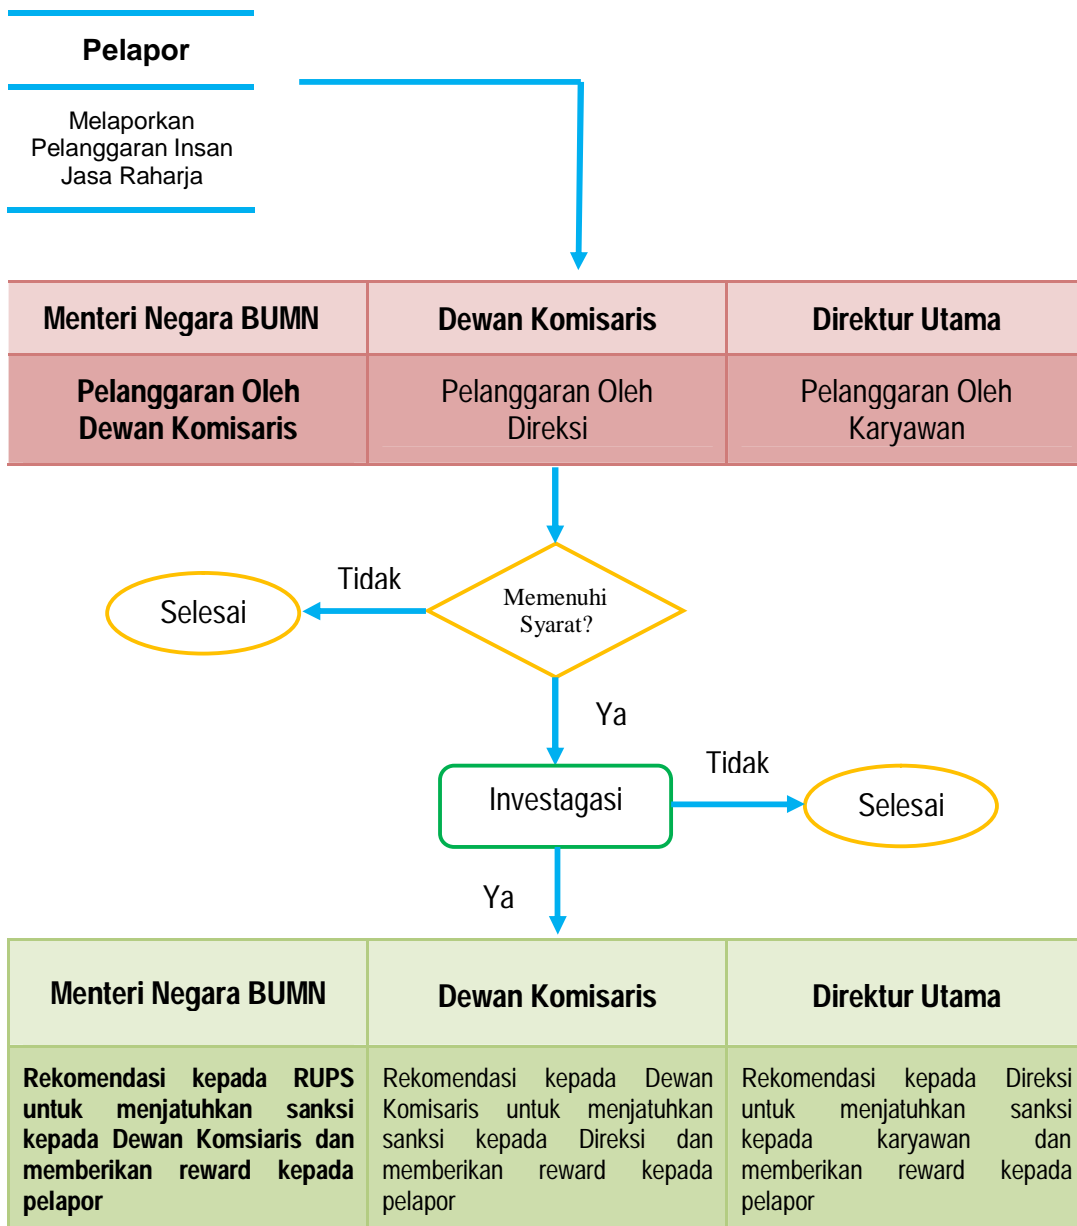 Pelapor
Melaporkan
Pelanggaran Insan
Jasa Raharja
Menteri Negara BUMN
Dewan Komisaris
Direktur Utama
Pelanggaran Oleh
Dewan Komisaris
Pelanggaran Oleh
Direksi
Pelanggaran Oleh
Karyawan
Memenuhi
Syarat?
Tidak
Selesai
Ya
Investagasi
Tidak
Selesai
Ya
Menteri Negara BUMN
Dewan Komisaris
Direktur Utama
Rekomendasi kepada RUPS
untuk menjatuhkan sanksi
kepada Dewan Komsiaris dan
memberikan reward kepada
pelapor
Rekomendasi kepada Dewan
Komisaris untuk menjatuhkan
sanksi kepada Direksi dan
memberikan reward kepada
pelapor
Rekomendasi kepada Direksi
untuk menjatuhkan sanksi
kepada karyawan dan
memberikan reward kepada
pelapor